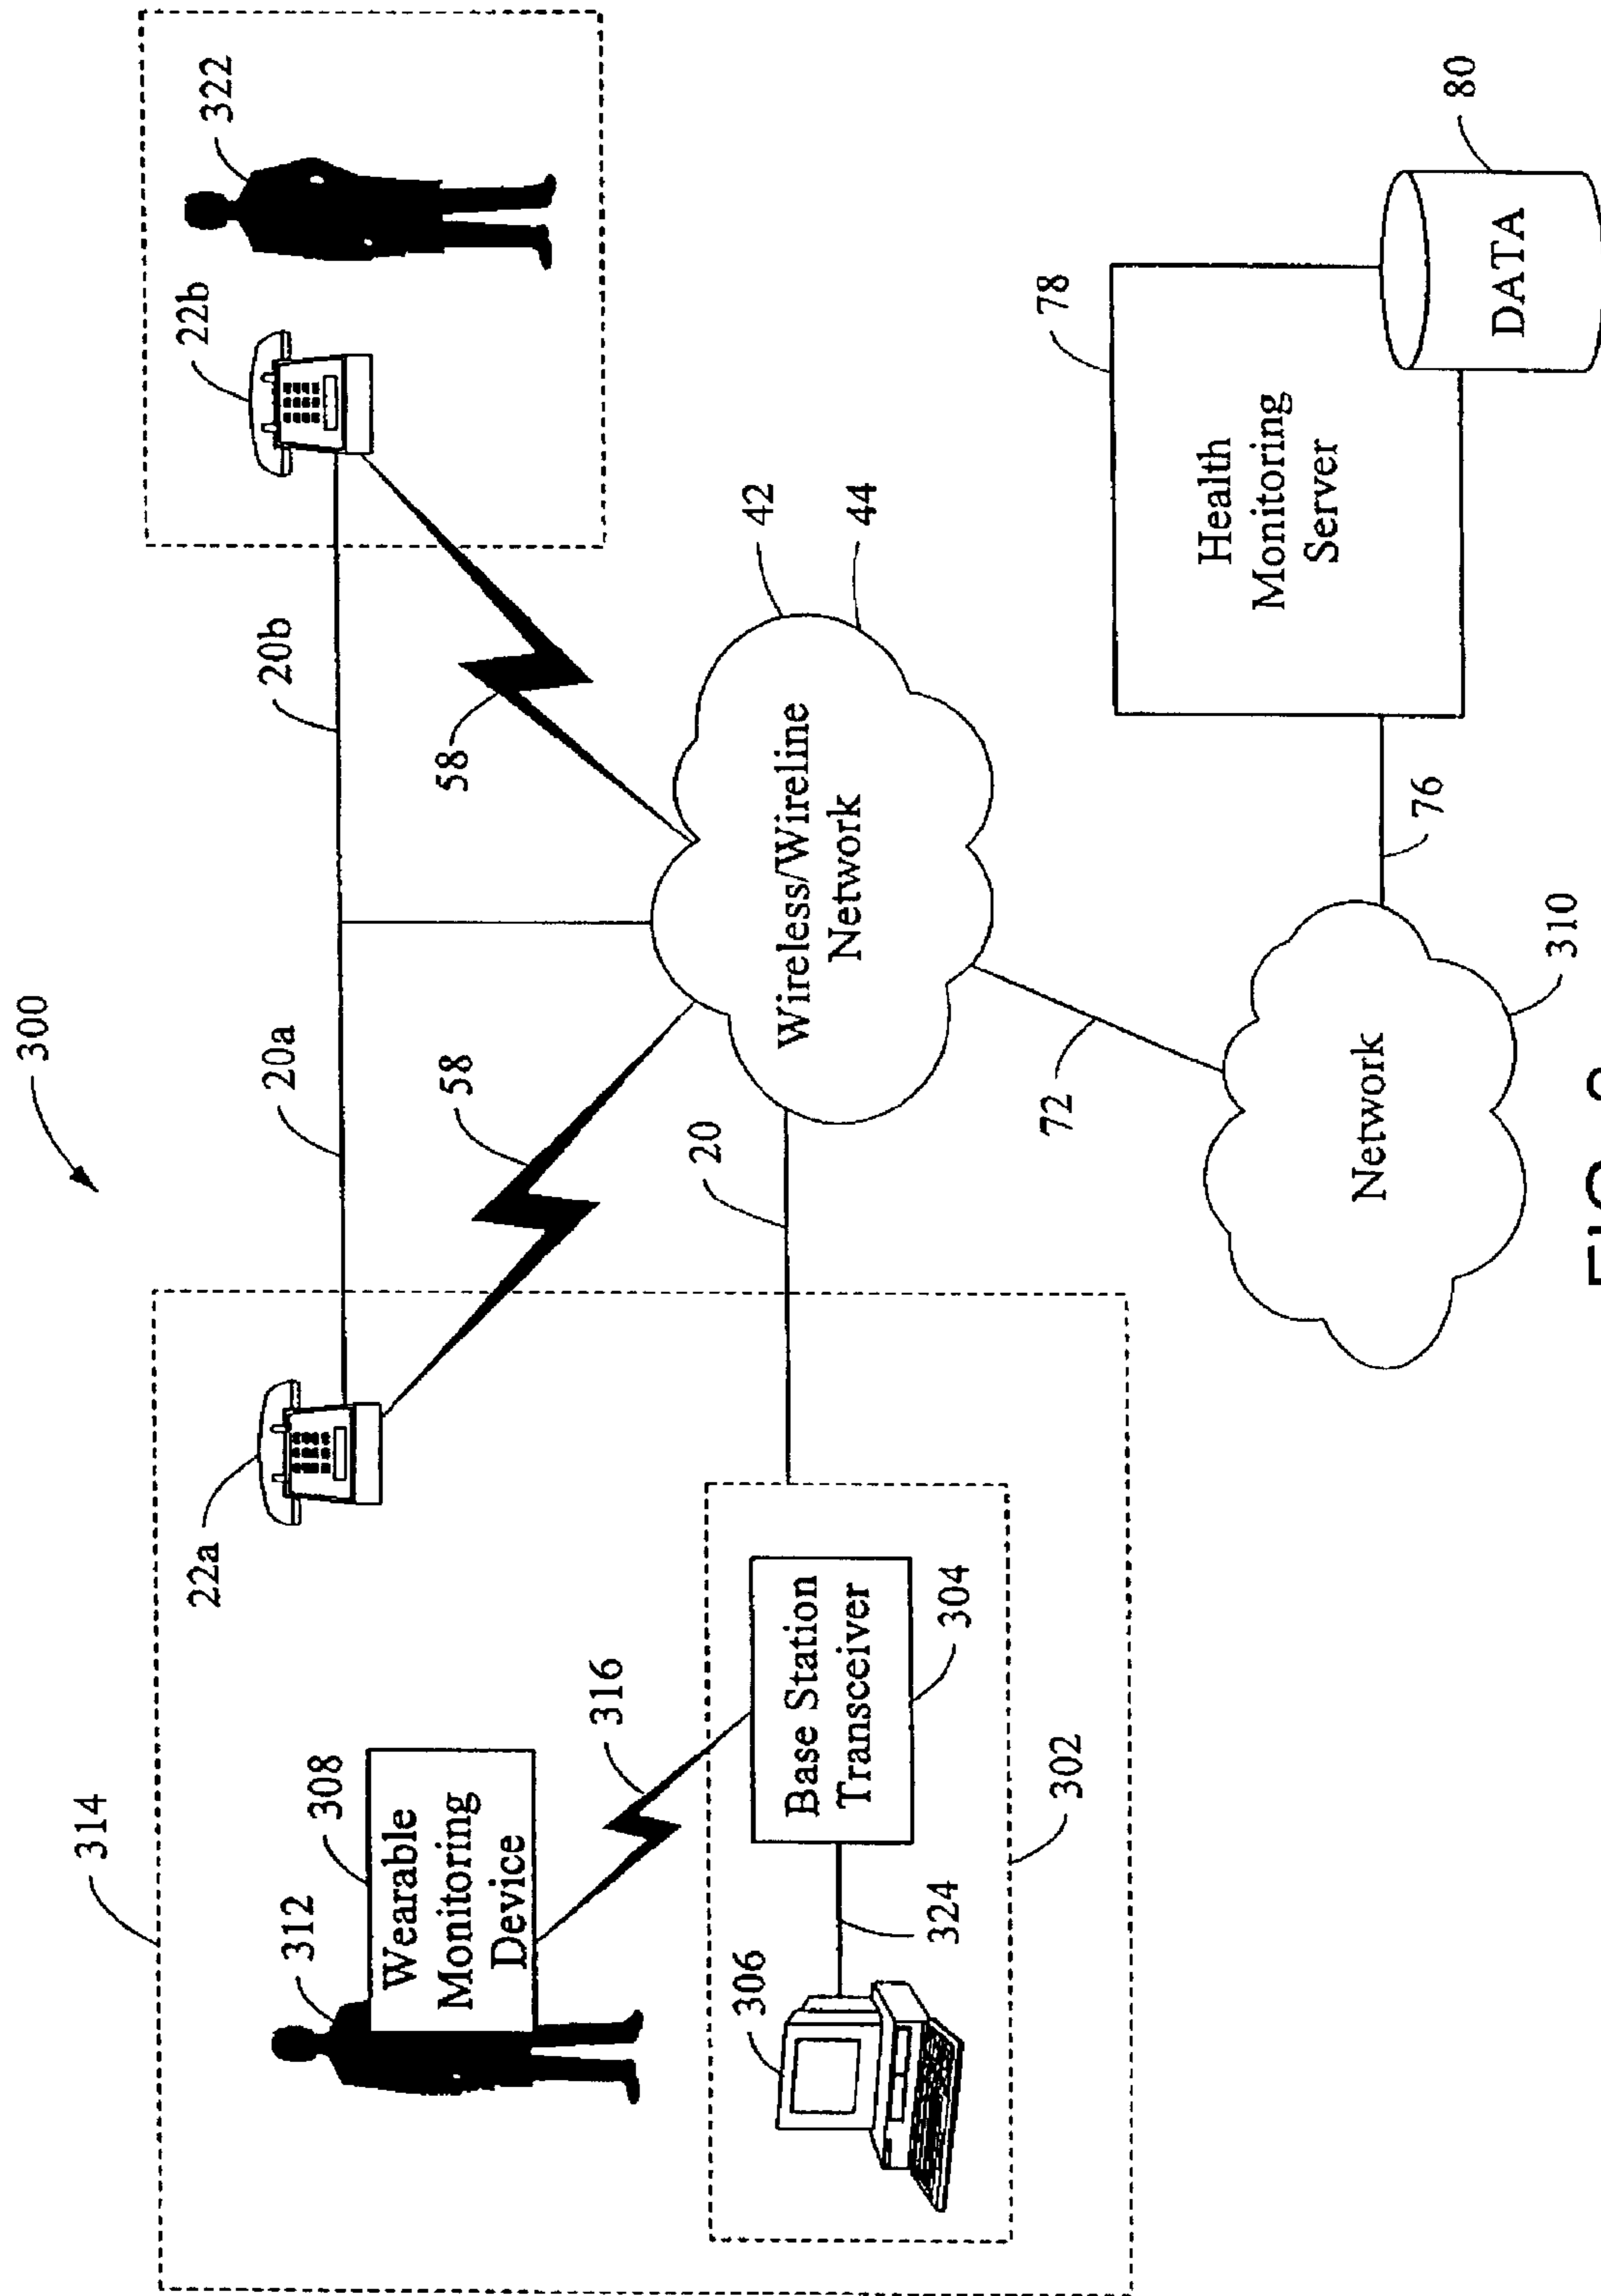 300
314
312
308
Wearable
Monitoring
Device
22a
20a
20b
22b
322
316
58
58
306
324
Base Station
Transceiver
304
302
20
Wireless/Wireline
Network
42
44
72
Network
310
76
Health
Monitoring
Server
78
DATA
80